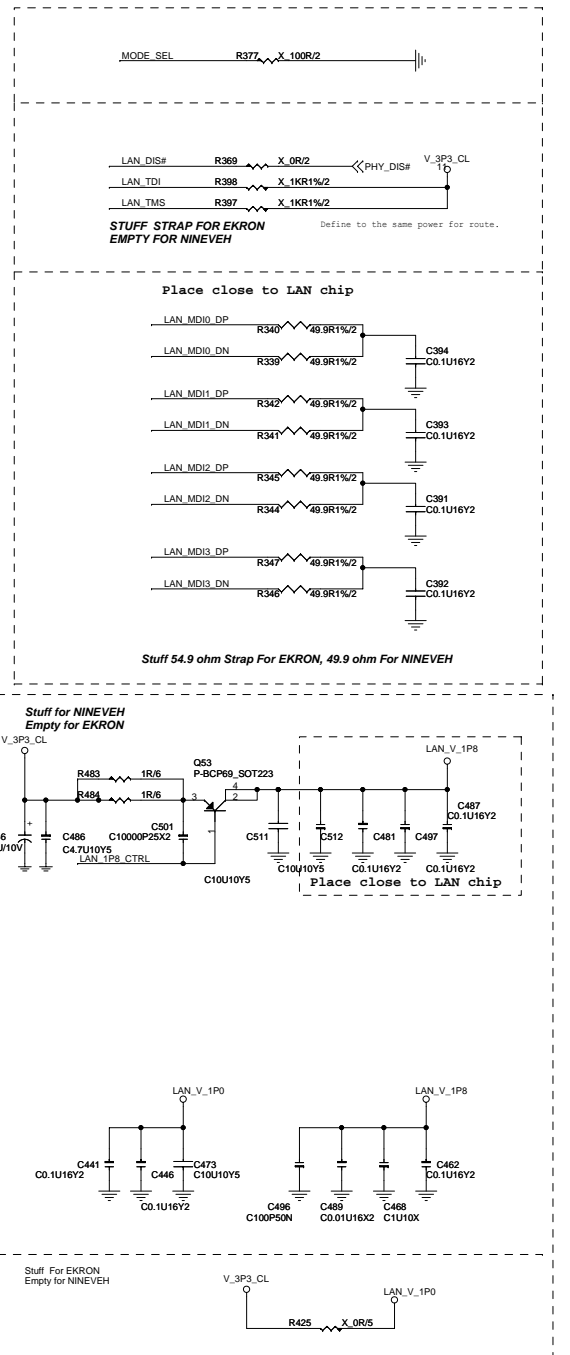 MODE_SEL R377 X_100R/2
LAN_DIS# R369 X_0R/2 PHY_DIS# V_3P3_CL
11
LAN_TDI R398 X_1KR1%/2
LAN_TMS R397 X_1KR1%/2
STUFF STRAP FOR EKRON
EMPTY FOR NINEVEH
Define to the same power for route.
Place close to LAN chip
LAN_MDI0_DP R340 49.9R1%/2
LAN_MDI0_DN R339 49.9R1%/2
C394
C0.1U16Y2
LAN_MDI1_DP R342 49.9R1%/2
LAN_MDI1_DN R341 49.9R1%/2
C393
C0.1U16Y2
LAN_MDI2_DP R345 49.9R1%/2
LAN_MDI2_DN R344 49.9R1%/2
C391
C0.1U16Y2
LAN_MDI3_DP R347 49.9R1%/2
LAN_MDI3_DN R346 49.9R1%/2
C392
C0.1U16Y2
Stuff 54.9 ohm Strap For EKRON, 49.9 ohm For NINEVEH
Stuff for NINEVEH
Empty for EKRON
V_3P3_CL
LAN_V_1P8
R483 1R/6
R484 1R/6
Q53
P-BCP69_SOT223
3 4 2 1
+
6
U/10V
C486
C4.7U10Y5
C501
C10000P25X2
LAN_1P8_CTRL
C511
C10U10Y5
C512
C10U10Y5
C481
C0.1U16Y2
C497
C0.1U16Y2
C487
C0.1U16Y2
Place close to LAN chip
LAN_V_1P0
C441
C0.1U16Y2
C446
C0.1U16Y2
C473
C10U10Y5
LAN_V_1P8
C496
C100P50N
C489
C0.01U16X2
C468
C1U10X
C462
C0.1U16Y2
Stuff For EKRON
Empty for NINEVEH
V_3P3_CL
LAN_V_1P0
R425 X_0R/5